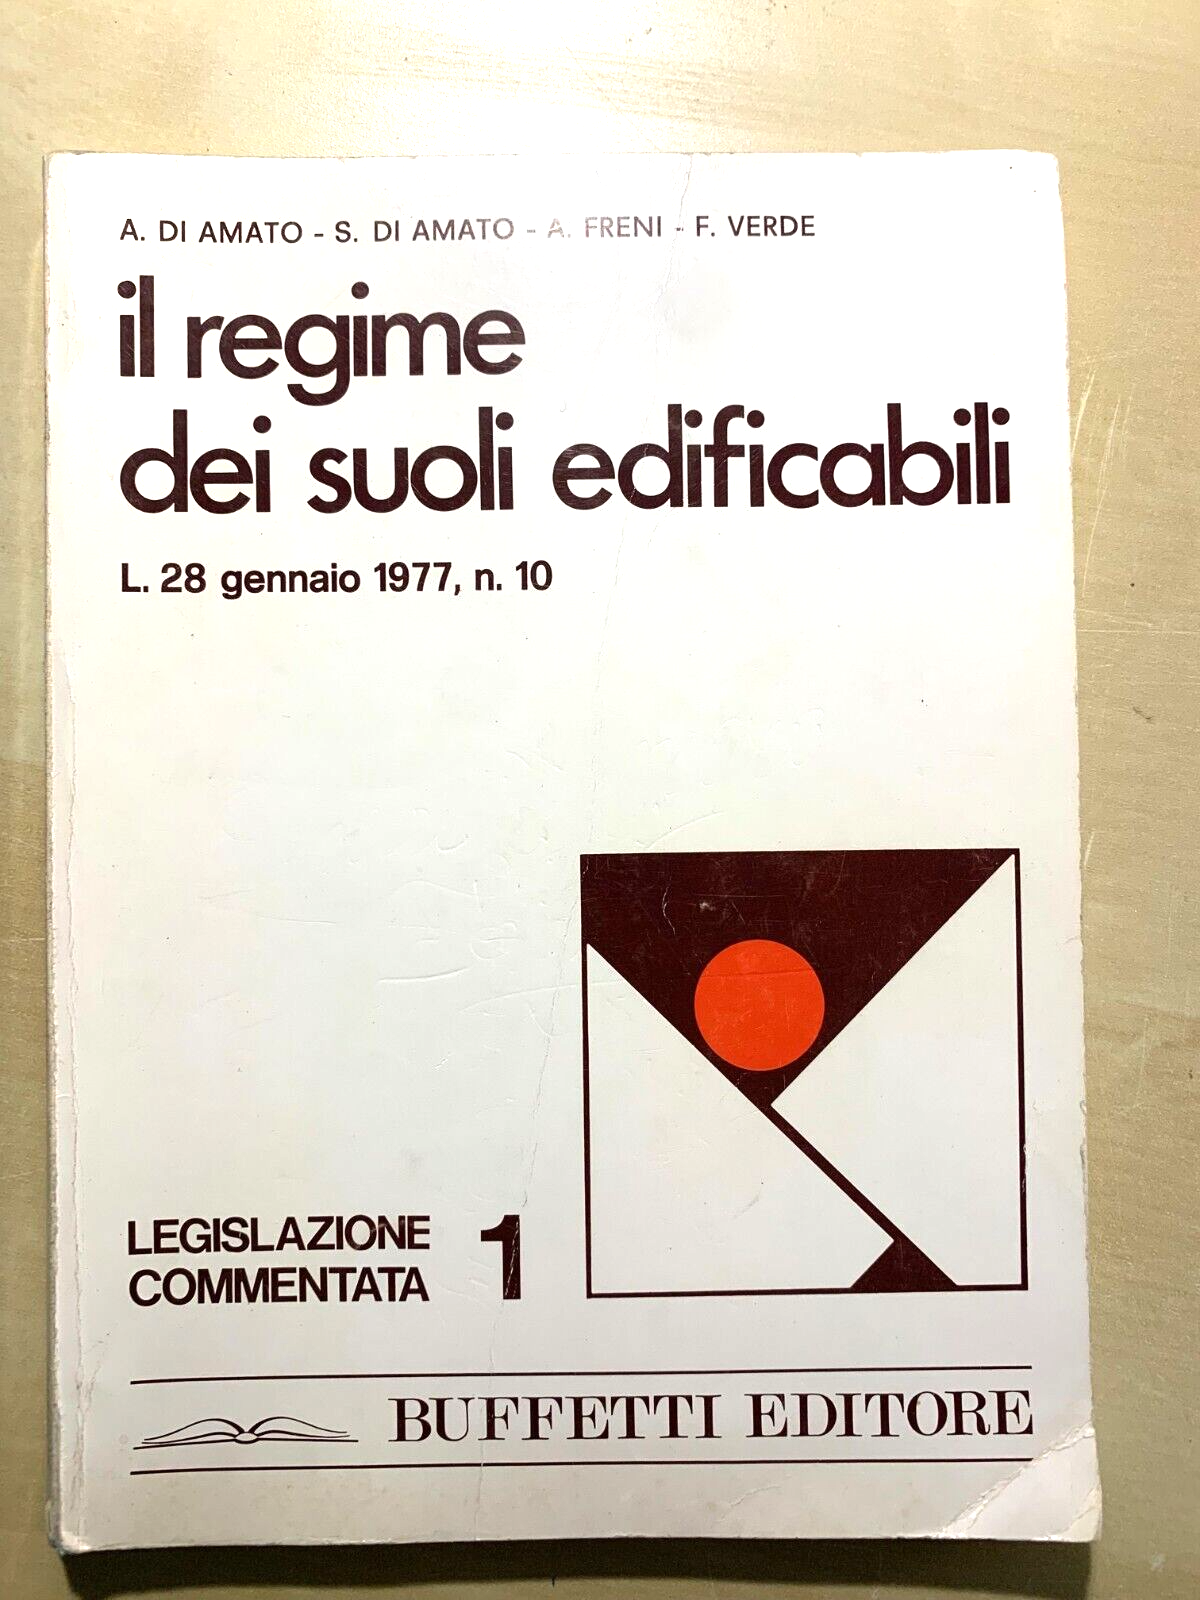 A. DI AMATO - S. DI AMATO - A. FRENI - F. VERDE
il regime
dei suoli edificabili
L. 28 gennaio 1977, n. 10
LEGISLAZIONE
COMMENTATA 1
BUFFETTI EDITORE